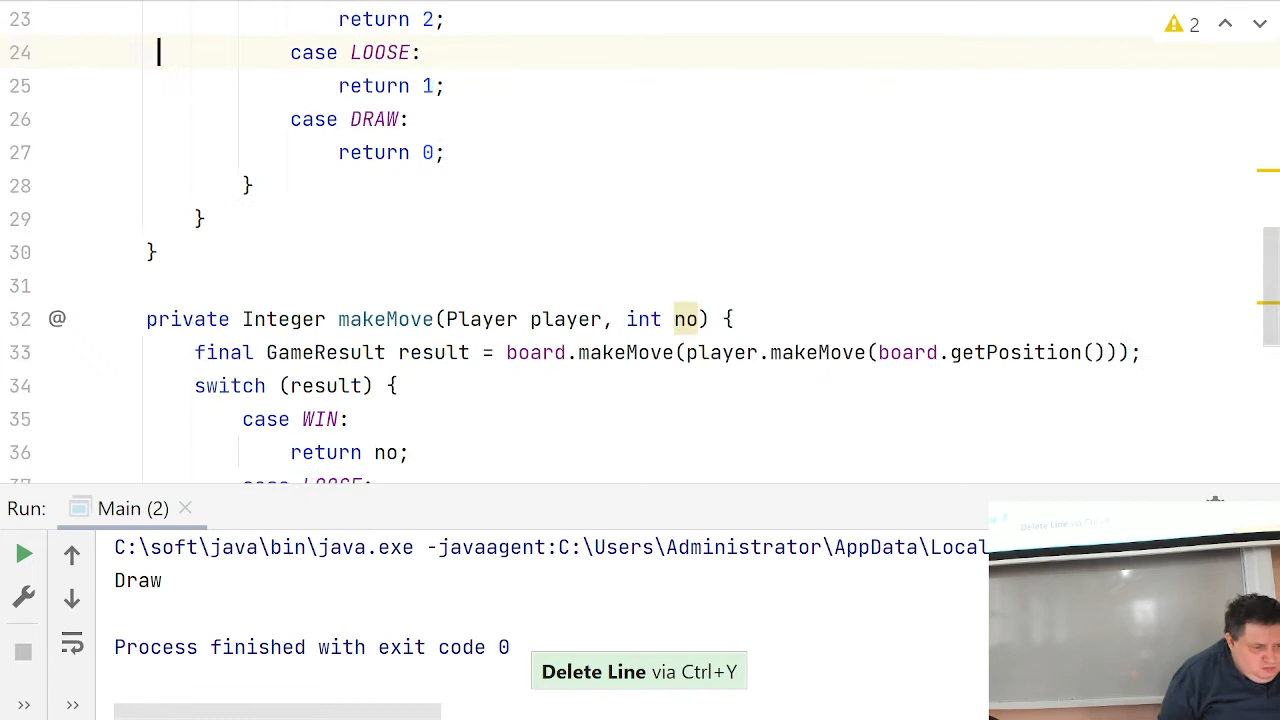 23 return 2;
24 case LOOSE:
25 return 1;
26 case DRAW:
27 return 0;
28 }
29 }
30 }
31
32 @ private Integer makeMove(Player player, int no) {
33 final GameResult result = board.makeMove(player.makeMove(board.getPosition()));
34 switch (result) {
35 case WIN:
36 return no;
37 case LOOSE:
2
Run: Main (2)
C:\soft\java\bin\java.exe -javaagent:C:\Users\Administrator\AppData\Local
Draw
Process finished with exit code 0
Delete Line via Ctrl+Y